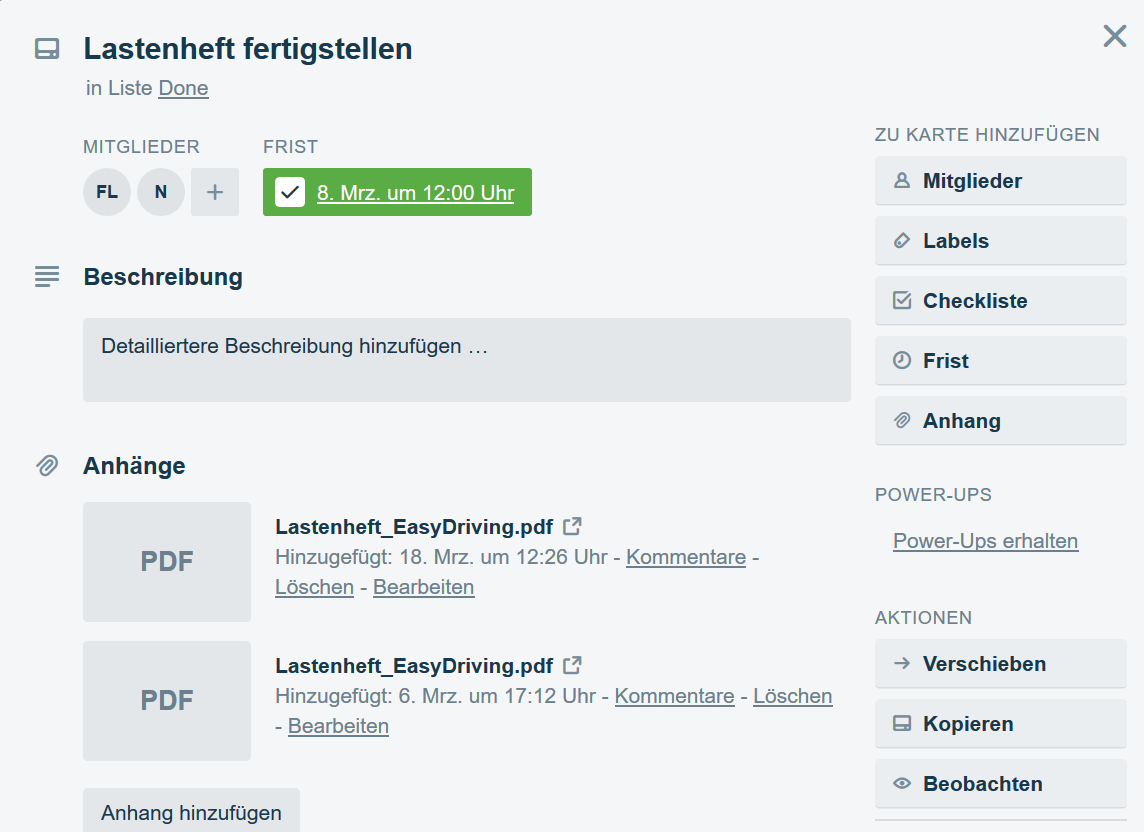 Lastenheft fertigstellen
in Liste Done
MITGLIEDER
FRIST
FL N +
8. Mrz. um 12:00 Uhr
Beschreibung
Detailliertere Beschreibung hinzufügen …
Anhänge
PDF
Lastenheft_EasyDriving.pdf
Hinzugefügt: 18. Mrz. um 12:26 Uhr - Kommentare -
Löschen - Bearbeiten
PDF
Lastenheft_EasyDriving.pdf
Hinzugefügt: 6. Mrz. um 17:12 Uhr - Kommentare - Löschen
- Bearbeiten
Anhang hinzufügen
ZU KARTE HINZUFÜGEN
Mitglieder
Labels
Checkliste
Frist
Anhang
POWER-UPS
Power-Ups erhalten
AKTIONEN
Verschieben
Kopieren
Beobachten